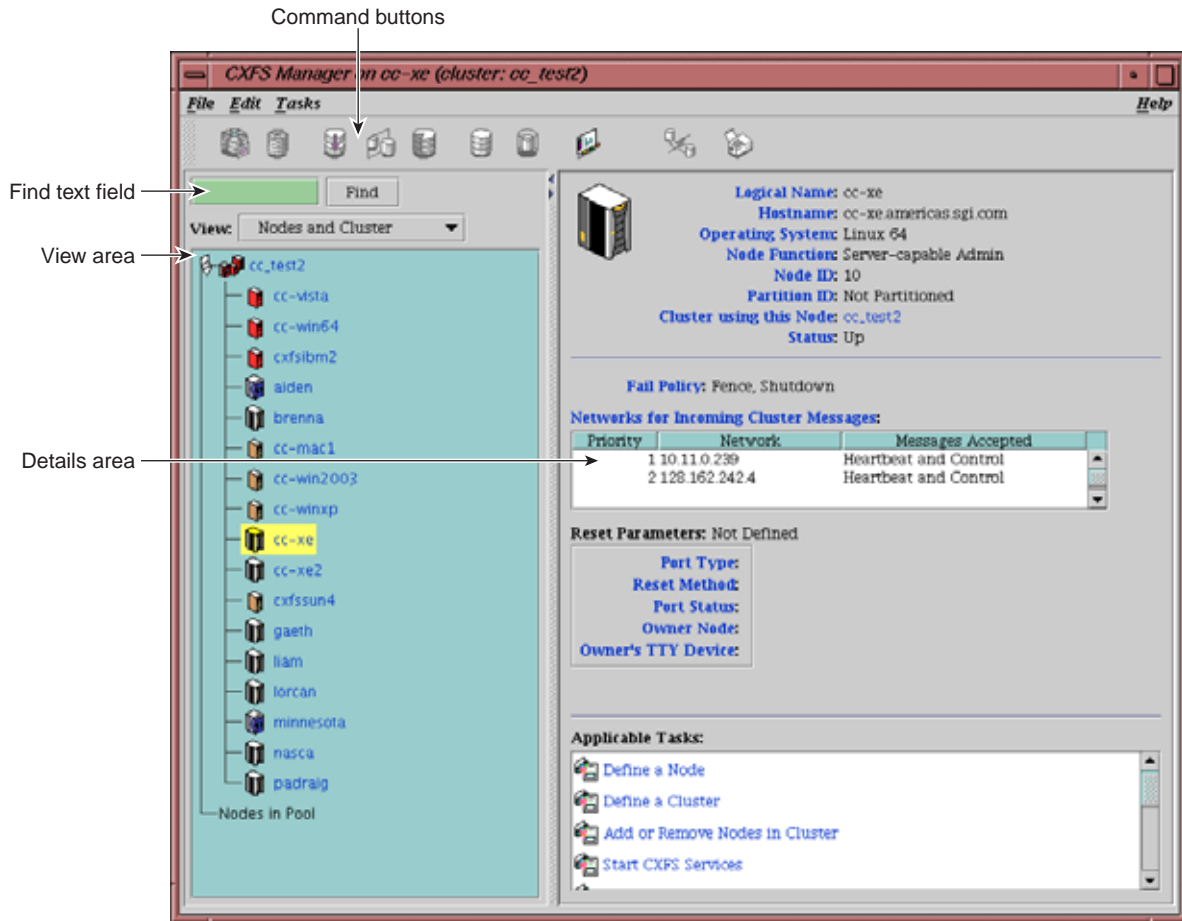 Command buttons
CXFS Manager on cc-xe (cluster: cc_test2)
File Edit Tasks Help
Find text field
Find
View: Nodes and Cluster
View area
cc_test2
cc-vista
cc-win64
cxfsibm2
aiden
brenna
cc-mac1
cc-win2003
cc-winxp
cc-xe
cc-xe2
cxfssun4
gaeth
liam
lorcan
minnesota
nasca
padraig
Nodes in Pool
Details area
Logical Name: cc-xe
Hostname: cc-xe.americas.sgi.com
Operating System: Linux 64
Node Function: Server-capable Admin
Node ID: 10
Partition ID: Not Partitioned
Cluster using this Node: cc_test2
Status: Up
Fail Policy: Fence, Shutdown
Networks for Incoming Cluster Messages:
Priority Network Messages Accepted
1 10.11.0.239 Heartbeat and Control
2 128.162.242.4 Heartbeat and Control
Reset Parameters: Not Defined
Port Type:
Reset Method:
Port Status:
Owner Node:
Owner's TTY Device:
Applicable Tasks:
Define a Node
Define a Cluster
Add or Remove Nodes in Cluster
Start CXFS Services